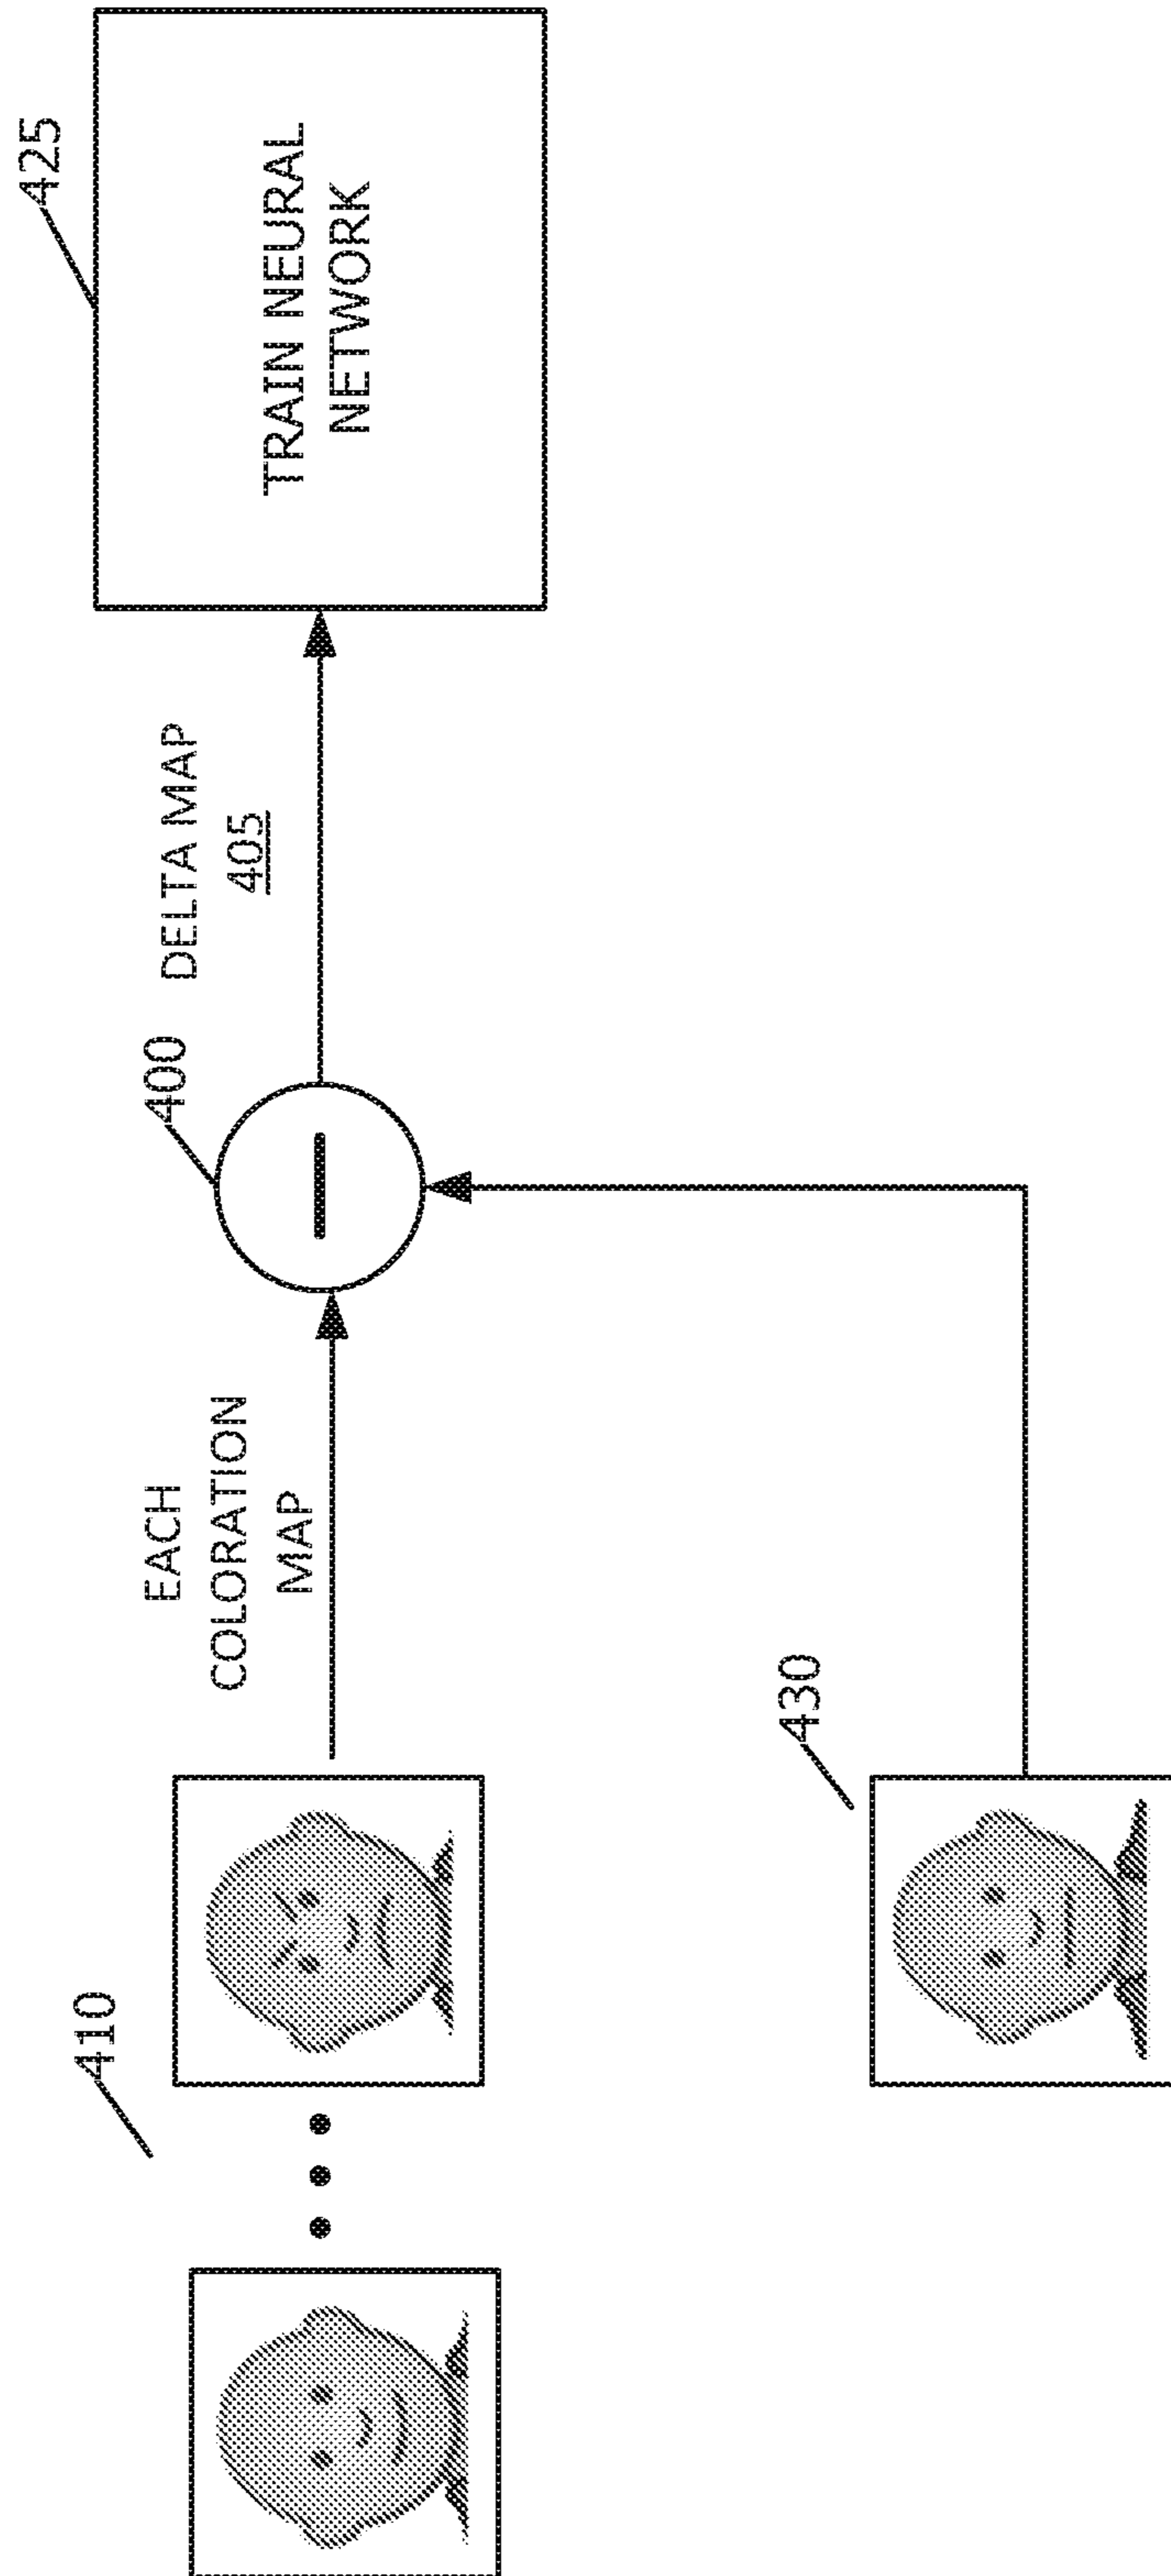 410
EACH
COLORATION
MAP
400
DELTA MAP
405
425
TRAIN NEURAL
NETWORK
430